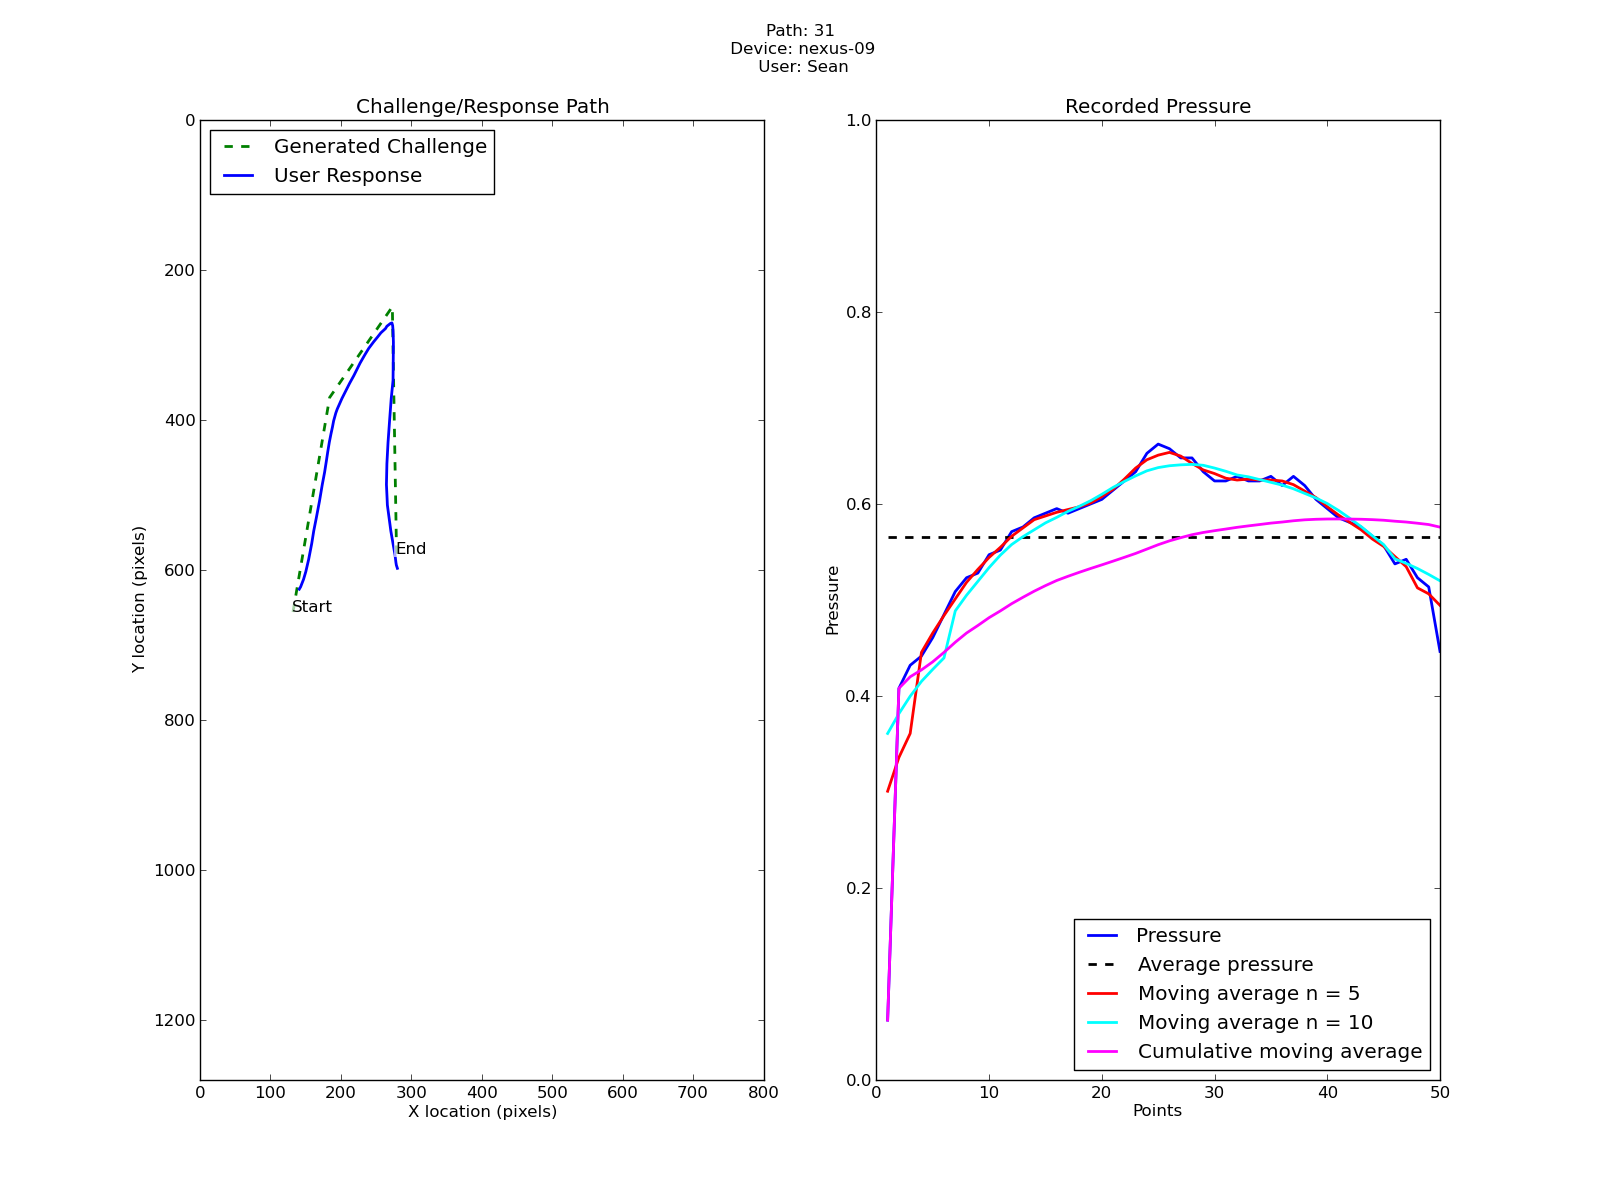 Path: 31
Device: nexus-09
User: Sean
Challenge/Response Path
Generated Challenge
User Response
0
200
400
600
800
1000
1200
Y location (pixels)
End
Start
0 100 200 300 400 500 600 700 800
X location (pixels)
Recorded Pressure
1.0
0.8
0.6
0.4
0.2
0.0
Pressure
Pressure
Average pressure
Moving average n = 5
Moving average n = 10
Cumulative moving average
0 10 20 30 40 50
Points